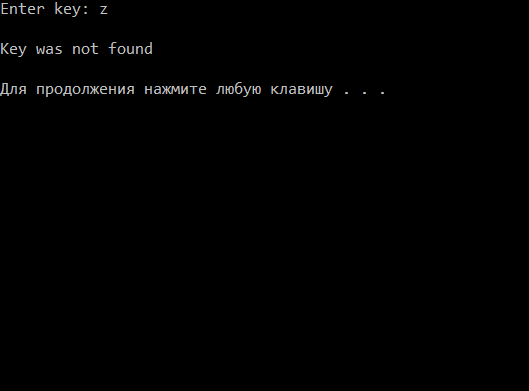 Enter key: z
Key was not found
Для продолжения нажмите любую клавишу . . .